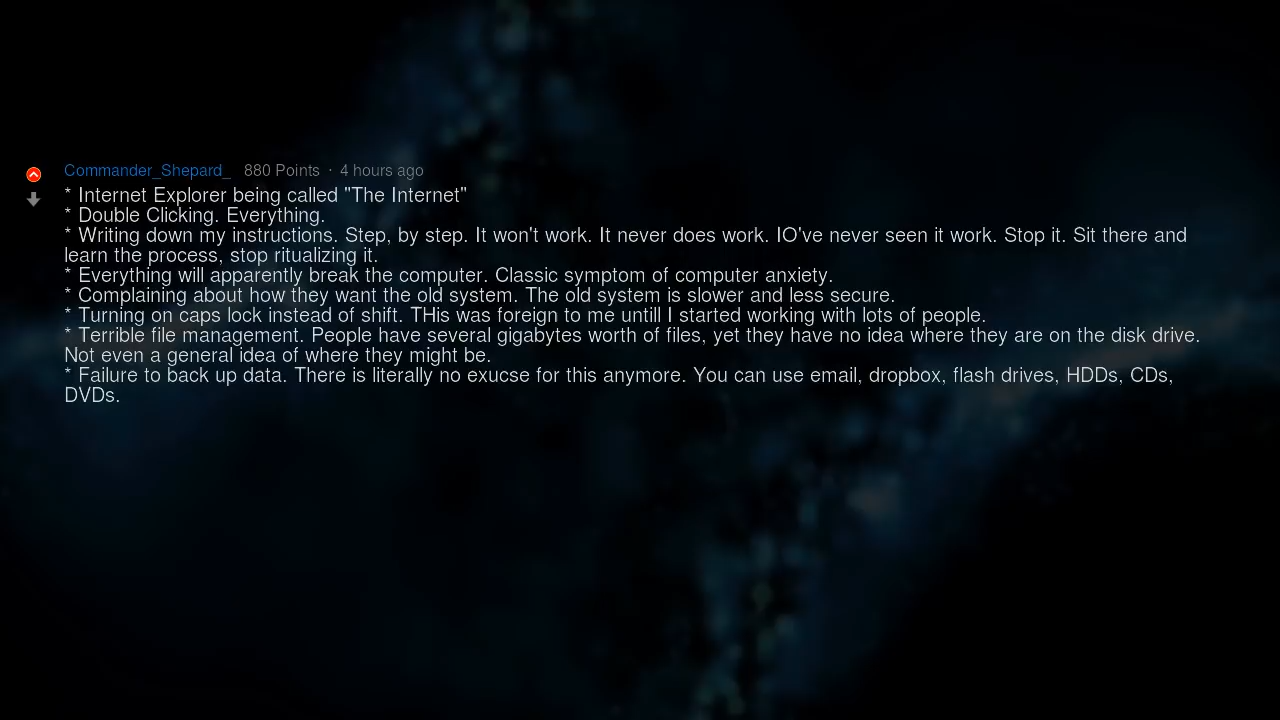 Commander_Shepard_ 880 Points · 4 hours ago
* Internet Explorer being called "The Internet"
* Double Clicking. Everything.
* Writing down my instructions. Step, by step. It won't work. It never does work. IO've never seen it work. Stop it. Sit there and
learn the process, stop ritualizing it.
* Everything will apparently break the computer. Classic symptom of computer anxiety.
* Complaining about how they want the old system. The old system is slower and less secure.
* Turning on caps lock instead of shift. THis was foreign to me untill I started working with lots of people.
* Terrible file management. People have several gigabytes worth of files, yet they have no idea where they are on the disk drive.
Not even a general idea of where they might be.
* Failure to back up data. There is literally no exucse for this anymore. You can use email, dropbox, flash drives, HDDs, CDs,
DVDs.